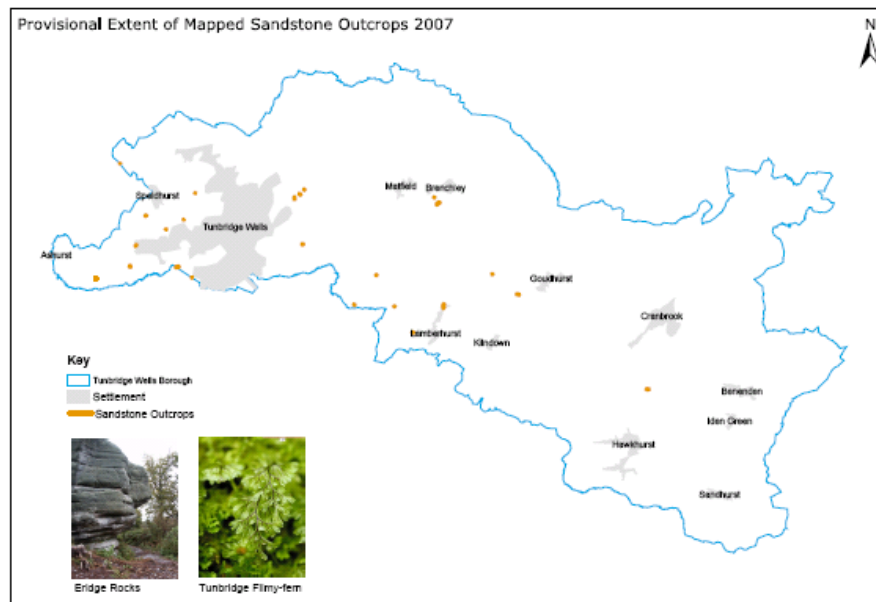 Provisional Extent of Mapped Sandstone Outcrops 2007
N
Speldhurst
Matfield
Brenchley
Tunbridge Wells
Ashurst
Goudhurst
Cranbrook
Lamberhurst
Kilndown
Key
Tunbridge Wells Borough
Settlement
Sandstone Outcrops
Benenden
Iden Green
Hawkhurst
Sandhurst
Eridge Rocks
Tunbridge Filmy-fern